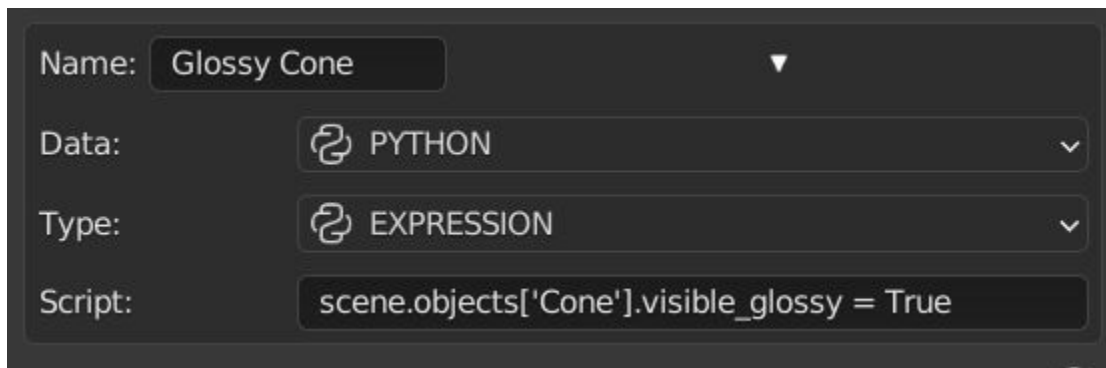 Name: Glossy Cone
Data: PYTHON
Type: EXPRESSION
Script: scene.objects['Cone'].visible_glossy = True